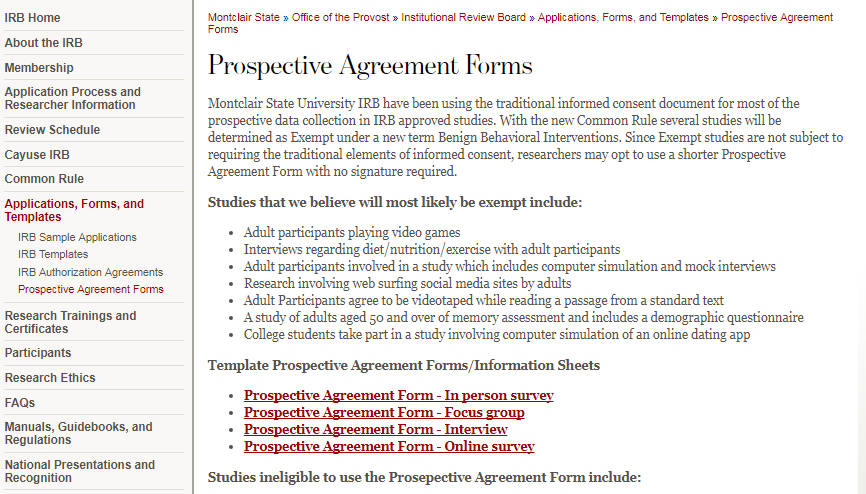 IRB Home
About the IRB
Membership
Application Process and
Researcher Information
Review Schedule
Cayuse IRB
Common Rule
Applications, Forms, and
Templates
IRB Sample Applications
IRB Templates
IRB Authorization Agreements
Prospective Agreement Forms
Research Trainings and
Certificates
Participants
Research Ethics
FAQs
Manuals, Guidebooks, and
Regulations
National Presentations and
Recognition
Montclair State » Office of the Provost » Institutional Review Board » Applications, Forms, and Templates » Prospective Agreement
Forms
Prospective Agreement Forms
Montclair State University IRB have been using the traditional informed consent document for most of the
prospective data collection in IRB approved studies. With the new Common Rule several studies will be
determined as Exempt under a new term Benign Behavioral Interventions. Since Exempt studies are not subject to
requiring the traditional elements of informed consent, researchers may opt to use a shorter Prospective
Agreement Form with no signature required.
Studies that we believe will most likely be exempt include:
• Adult participants playing video games
• Interviews regarding diet/nutrition/exercise with adult participants
• Adult participants involved in a study which includes computer simulation and mock interviews
• Research involving web surfing social media sites by adults
• Adult Participants agree to be videotaped while reading a passage from a standard text
• A study of adults aged 50 and over of memory assessment and includes a demographic questionnaire
• College students take part in a study involving computer simulation of an online dating app
Template Prospective Agreement Forms/Information Sheets
• Prospective Agreement Form - In person survey
• Prospective Agreement Form - Focus group
• Prospective Agreement Form - Interview
• Prospective Agreement Form - Online survey
Studies ineligible to use the Prosepective Agreement Form include: